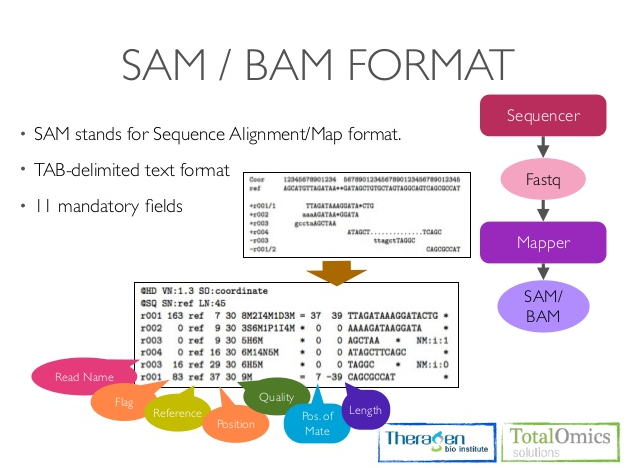 SAM / BAM FORMAT
• SAM stands for Sequence Alignment/Map format.
• TAB-delimited text format
• 11 mandatory fields
Coor 12345678901234 5678901234567890123456789012345
ref AGCATGTTAGATAA**GATAGCTGTGCTAGTAGGCAGTCAGCGCCAT
+r001/1 TTAGATAAAGGATA*CTG
+r002 aaaAGATAA*GGATA
+r003 gcctaAGCTAA
+r004 ATAGCT..............TCAGC
-r003 ttagctTAGGC
-r001/2 CAGCGCCAT
@HD VN:1.3 SO:coordinate
@SQ SN:ref LN:45
r001 163 ref 7 30 8M2I4M1D3M = 37 39 TTAGATAAAGGATACTG *
r002 0 ref 9 30 3S6M1P1I4M * 0 0 AAAAGATAAGGATA *
r003 0 ref 9 30 5H6M * 0 0 AGCTAA * NM:i:1
r004 0 ref 16 30 6M14N5M * 0 0 ATAGCTTCAGC *
r003 16 ref 29 30 6H5M * 0 0 TAGGC * NM:i:0
r001 83 ref 37 30 9M = 7 -39 CAGCGCCAT *
Read Name
Flag
Reference
Position
Quality
Pos. of
Mate
Length
Sequencer
Fastq
Mapper
SAM/
BAM
Theragen
bio institute
TotalOmics
solutions